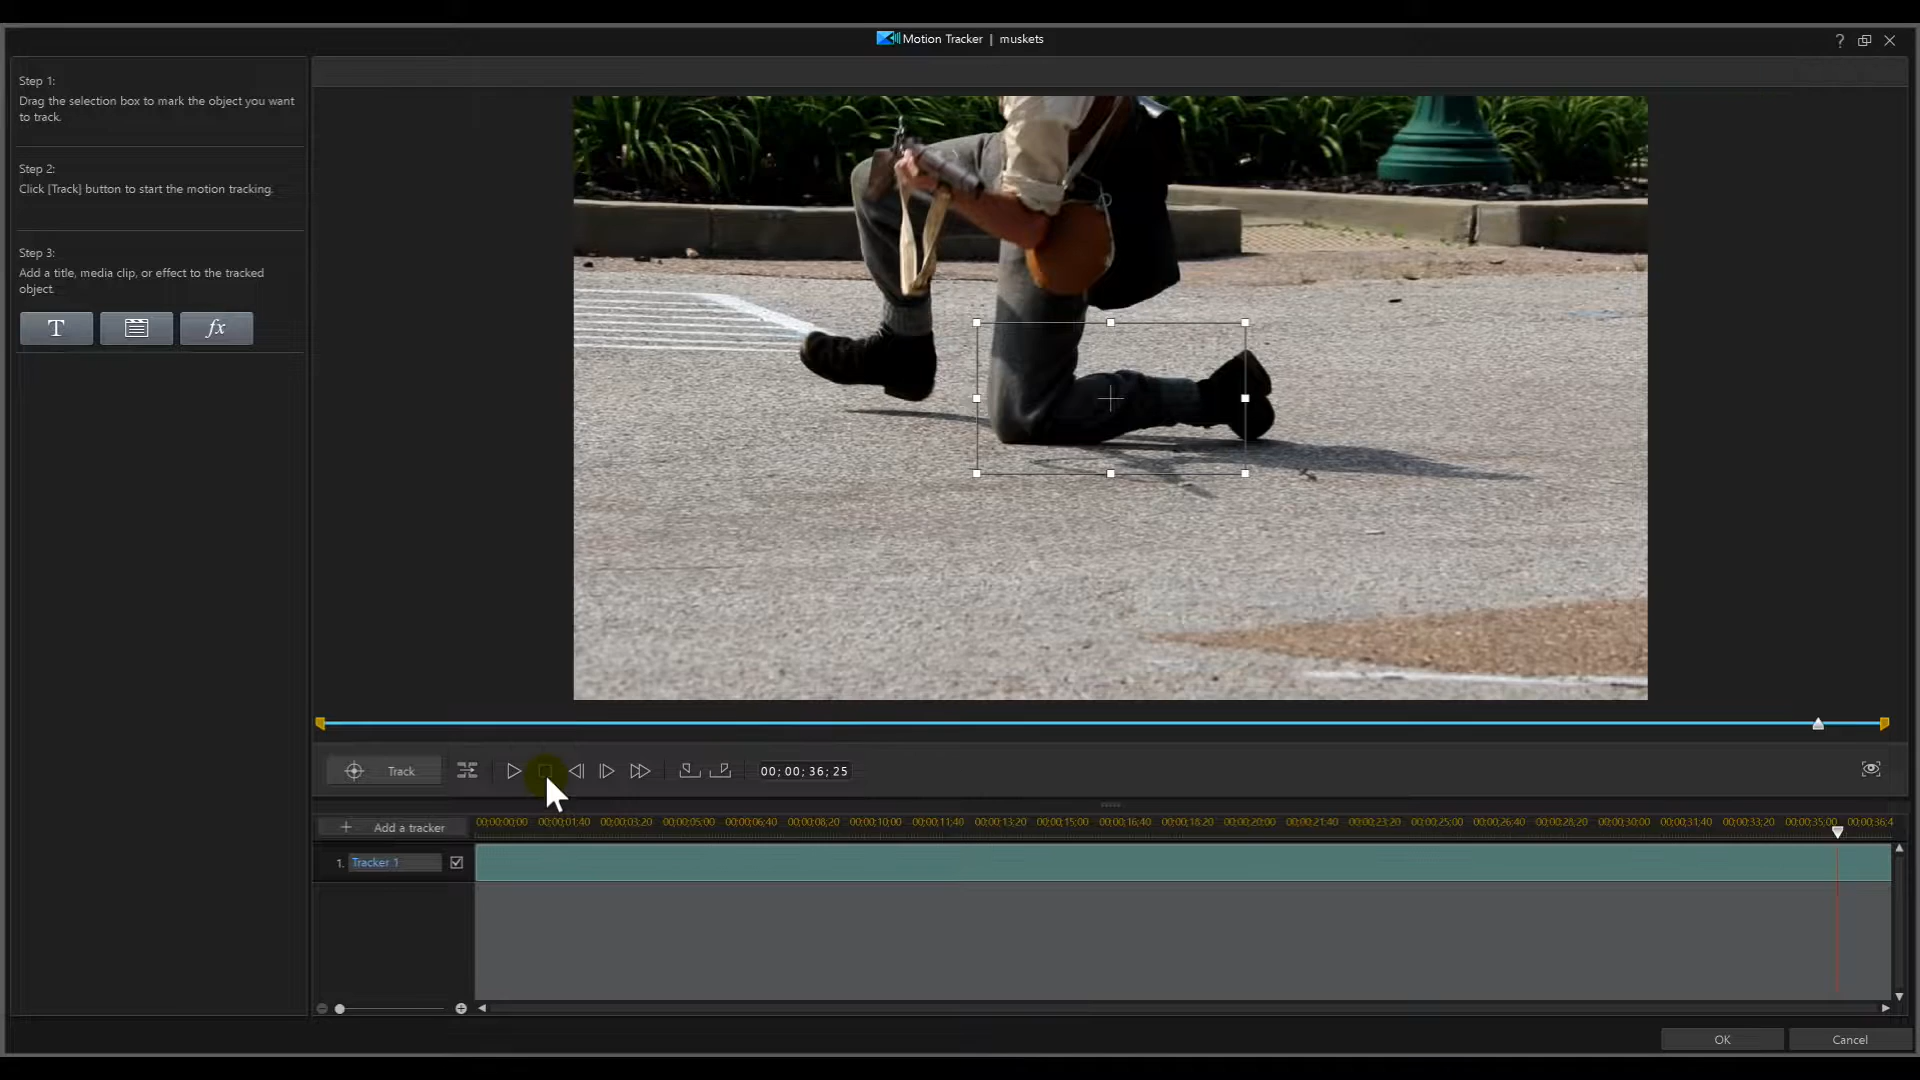 Motion Tracker | muskets
?
Step 1:
Drag the selection box to mark the object you want
to track.
Step 2:
Click [Track] button to start the motion tracking.
Step 3:
Add a title, media clip, or effect to the tracked
object.
T
fx
Track
00; 00; 36; 25
+ Add a tracker
00;00;00;00 00;00;01;40 00;00;03;20 00;00;05;00 00;00;06;40 00;00;08;20 00;00;10;00 00;00;11;40 00;00;13;20 00;00;15;00 00;00;16;40 00;00;18;20 00;00;20;00 00;00;21;40 00;00;23;20 00;00;25;00 00;00;26;40 00;00;28;20 00;00;30;00 00;00;31;40 00;00;33;20 00;00;35;00 00;00;36;4
1. Tracker 1
OK
Cancel